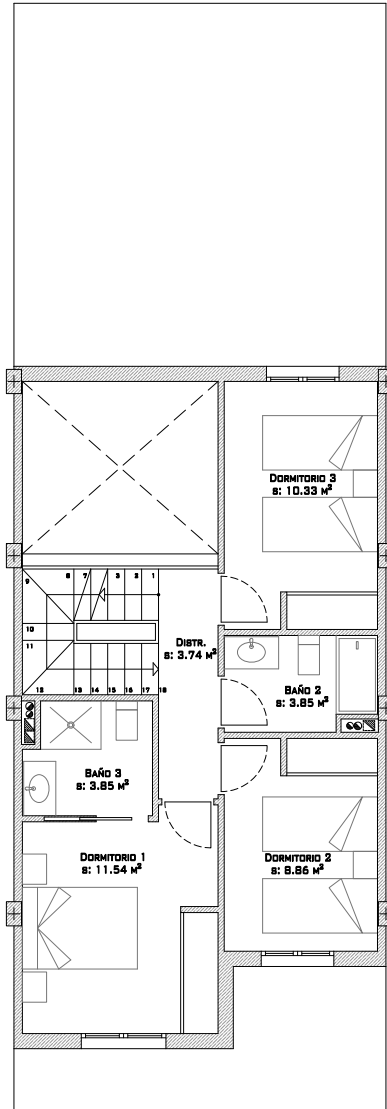 DORMITORIO 3
S: 10.33 M²
9
8
7
3
2
1
10
11
12
13
14
15
16
17
18
DISTR.
S: 3.74 M²
BAÑO 2
S: 3.85 M²
BAÑO 3
S: 3.85 M²
DORMITORIO 1
S: 11.54 M²
DORMITORIO 2
S: 8.86 M²